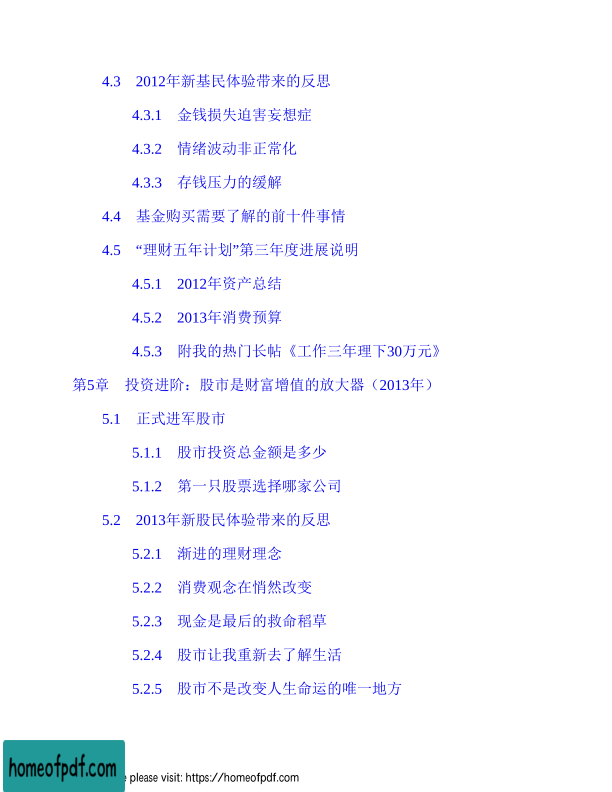 4.3 2012年新基民体验带来的反思
4.3.1 金钱损失迫害妄想症
4.3.2 情绪波动非正常化
4.3.3 存钱压力的缓解
4.4 基金购买需要了解的前十件事情
4.5 “理财五年计划”第三年度进展说明
4.5.1 2012年资产总结
4.5.2 2013年消费预算
4.5.3 附我的热门长帖《工作三年理下30万元》
第5章 投资进阶：股市是财富增值的放大器（2013年）
5.1 正式进军股市
5.1.1 股市投资总金额是多少
5.1.2 第一只股票选择哪家公司
5.2 2013年新股民体验带来的反思
5.2.1 渐进的理财理念
5.2.2 消费观念在悄然改变
5.2.3 现金是最后的救命稻草
5.2.4 股市让我重新去了解生活
5.2.5 股市不是改变人生命运的唯一地方
homeofpdf.com
please visit: https://homeofpdf.com